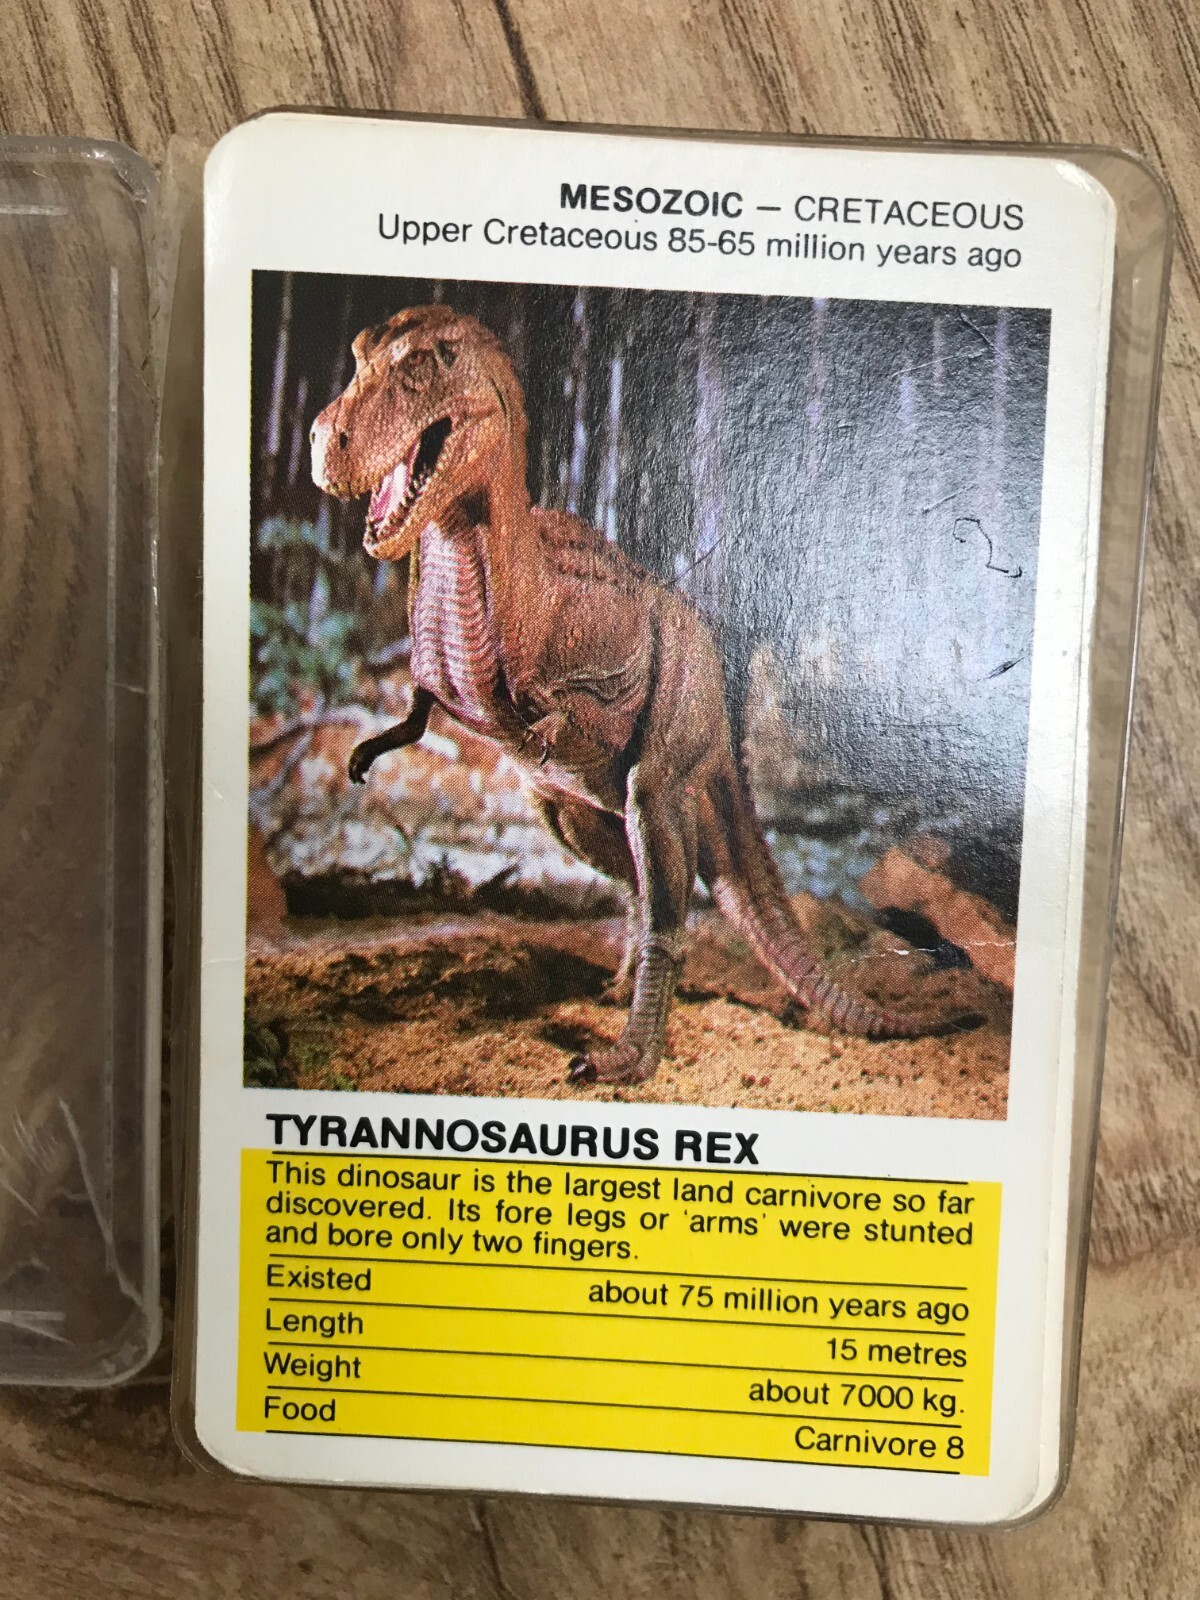 MESOZOIC – CRETACEOUS
Upper Cretaceous 85-65 million years ago
TYRANNOSAURUS REX
This dinosaur is the largest land carnivore so far
discovered. Its fore legs or 'arms' were stunted
and bore only two fingers.
Existed about 75 million years ago
Length 15 metres
Weight about 7000 kg.
Food Carnivore 8